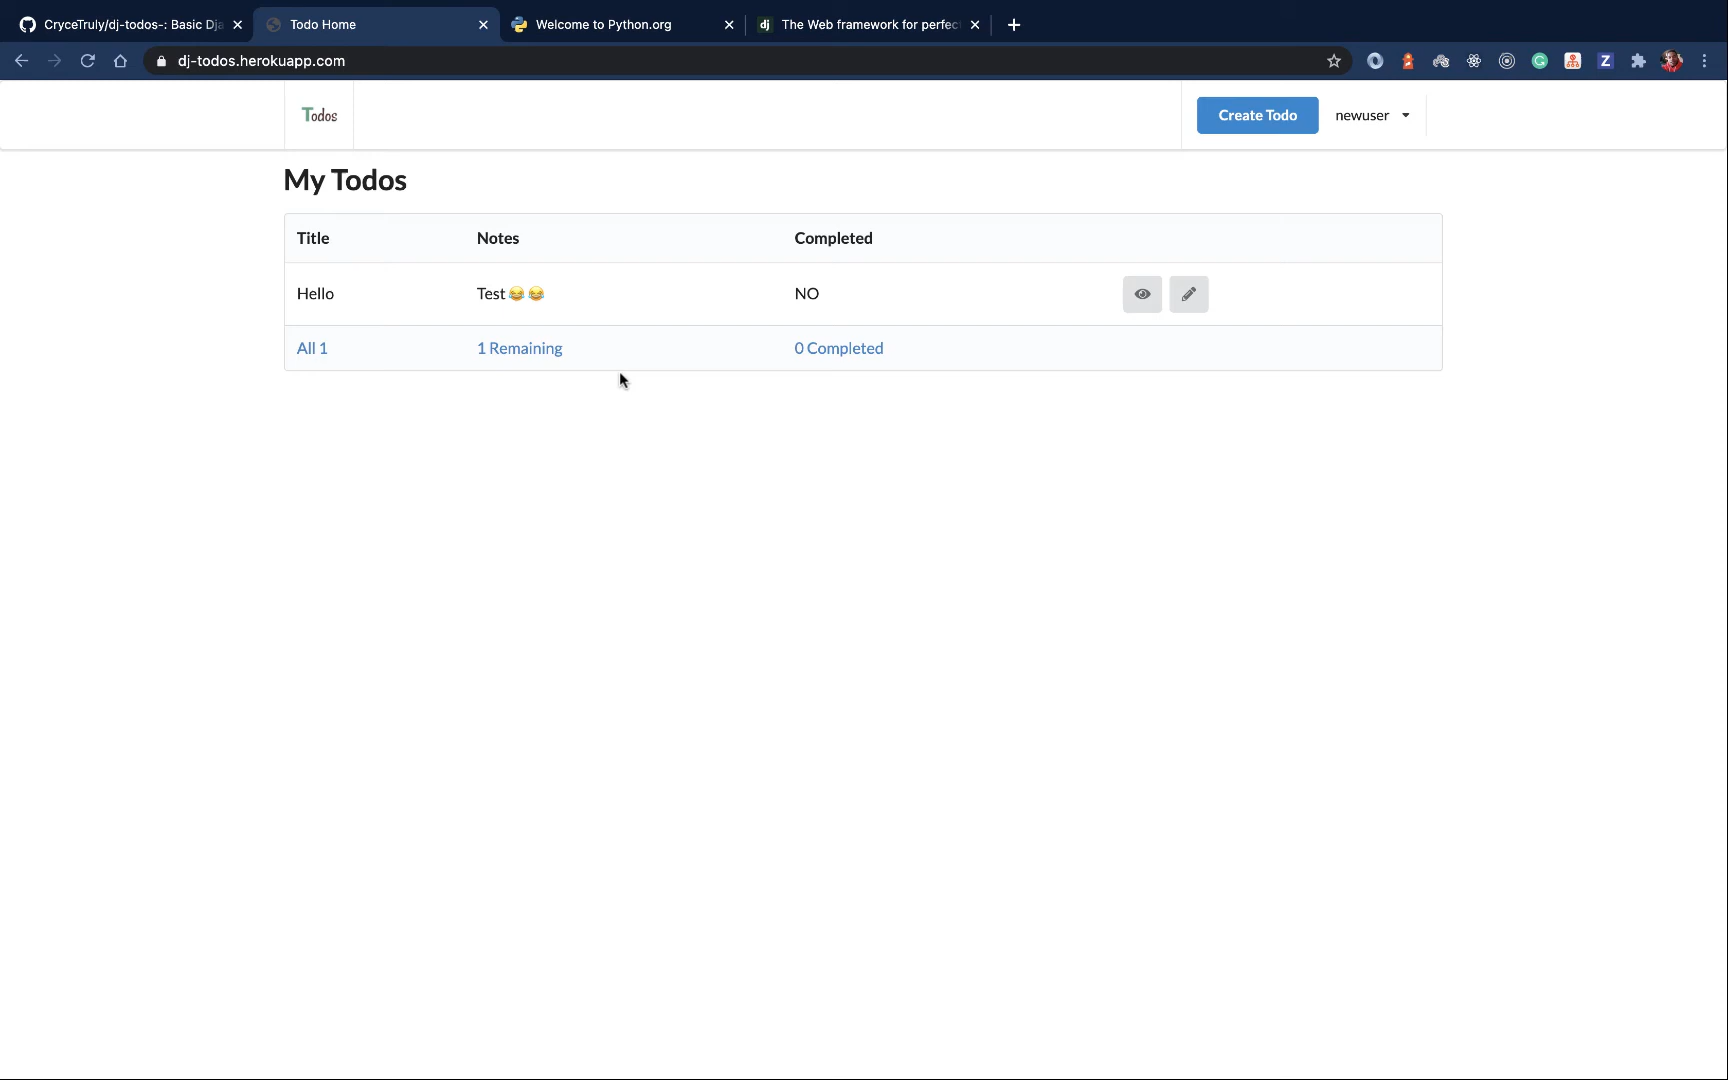 CryceTruly/dj-todos-: Basic Dja
Todo Home
Welcome to Python.org
dj The Web framework for perfec
dj-todos.herokuapp.com
Todos
Create Todo
newuser
My Todos
Title Notes Completed
Hello Test😂😂 NO
All 1 1 Remaining 0 Completed